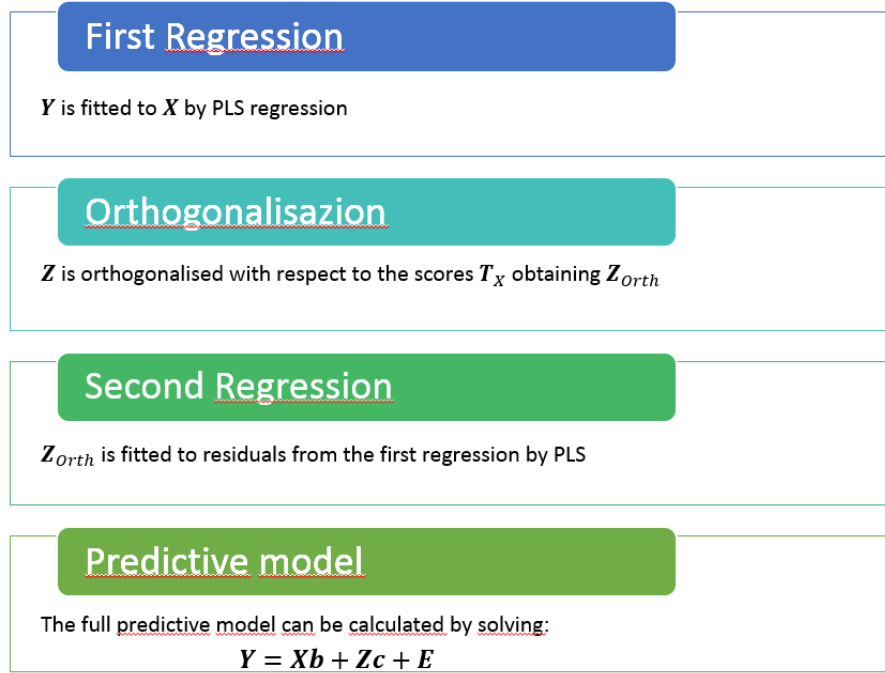 First Regression
Y is fitted to X by PLS regression
Orthogonalisazion
Z is orthogonalised with respect to the scores T_X obtaining Z_Orth
Second Regression
Z_Orth is fitted to residuals from the first regression by PLS
Predictive model
The full predictive model can be calculated by solving:
Y = Xb + Zc + E